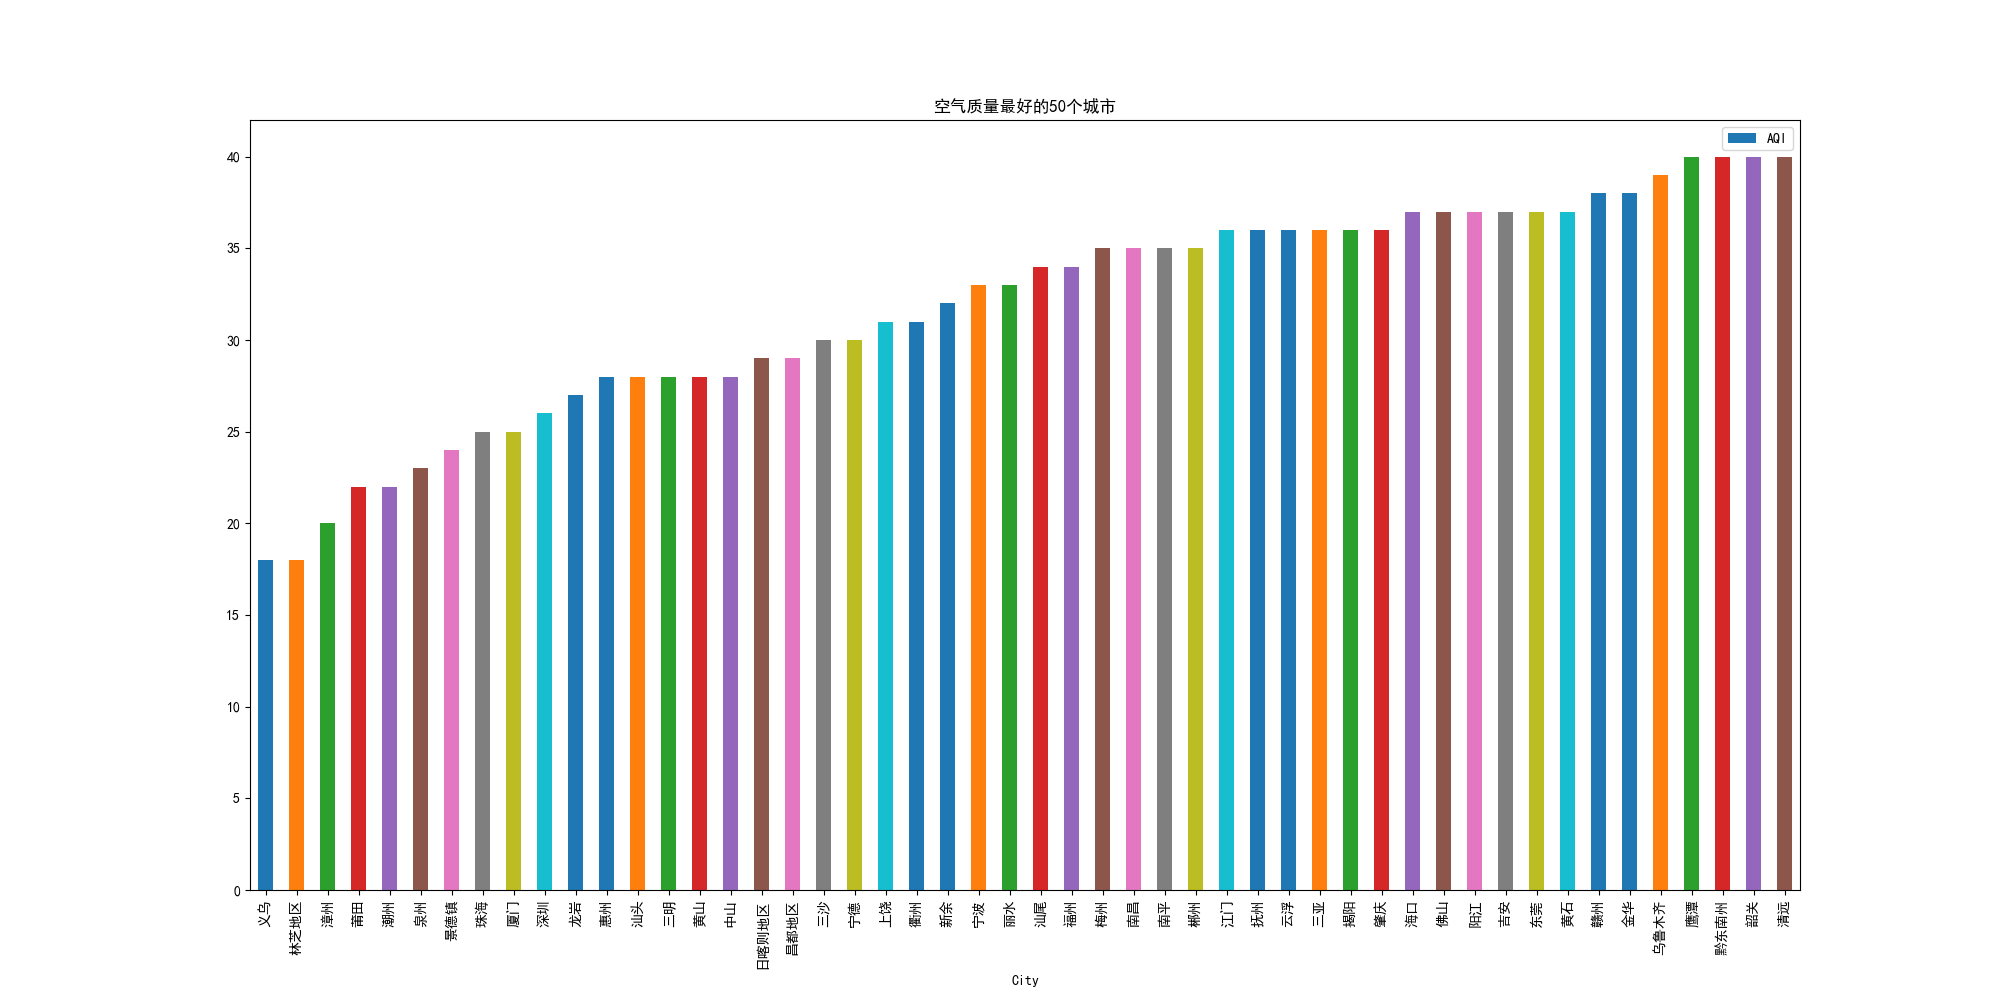 空气质量最好的50个城市
AQI
40
35
30
25
20
15
10
5
0
义乌
林芝地区
漳州
莆田
潮州
泉州
景德镇
珠海
厦门
深圳
龙岩
惠州
汕头
三明
黄山
中山
日喀则地区
昌都地区
三沙
宁德
上饶
衢州
新余
宁波
丽水
汕尾
福州
梅州
南昌
南平
郴州
江门
抚州
云浮
三亚
揭阳
肇庆
海口
佛山
阳江
吉安
东莞
黄石
赣州
金华
乌鲁木齐
鹰潭
黔东南州
韶关
清远
City